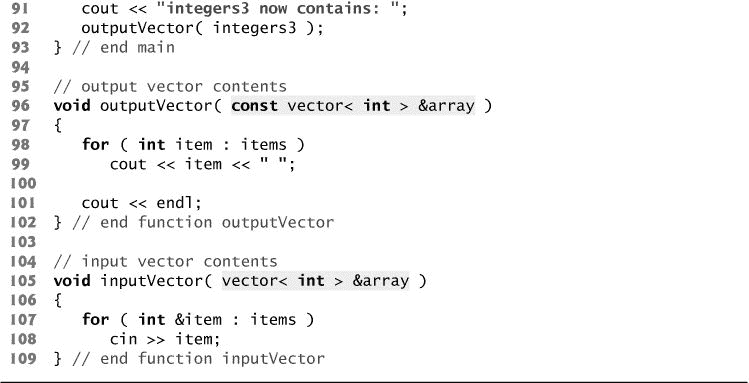 91 cout << "integers3 now contains: ";
92 outputVector( integers3 );
93 } // end main
94
95 // output vector contents
96 void outputVector( const vector< int > &array )
97 {
98 for ( int item : items )
99 cout << item << " ";
100
101 cout << endl;
102 } // end function outputVector
103
104 // input vector contents
105 void inputVector( vector< int > &array )
106 {
107 for ( int &item : items )
108 cin >> item;
109 } // end function inputVector